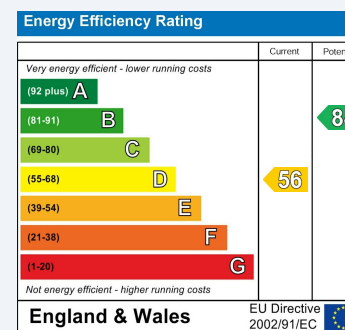 Energy Efficiency Rating
Current
Very energy efficient - lower running costs
(92 plus) A
(81-91) B
(69-80) C
(55-68) D
56
(39-54) E
(21-38) F
(1-20) G
Not energy efficient - higher running costs
England & Wales
EU Directive
2002/91/EC